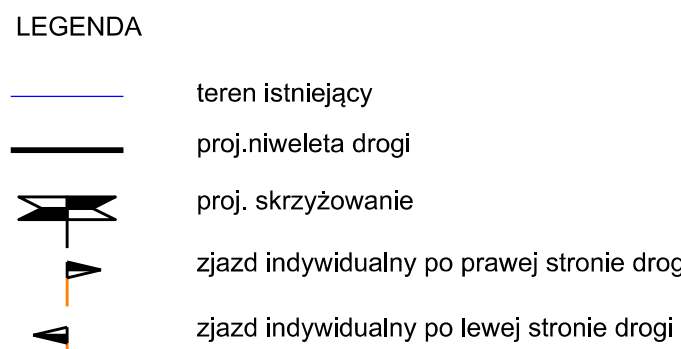 LEGENDA
teren istniejący
proj.niweleta drogi
proj. skrzyżowanie
zjazd indywidualny po prawej stronie drog
zjazd indywidualny po lewej stronie drogi